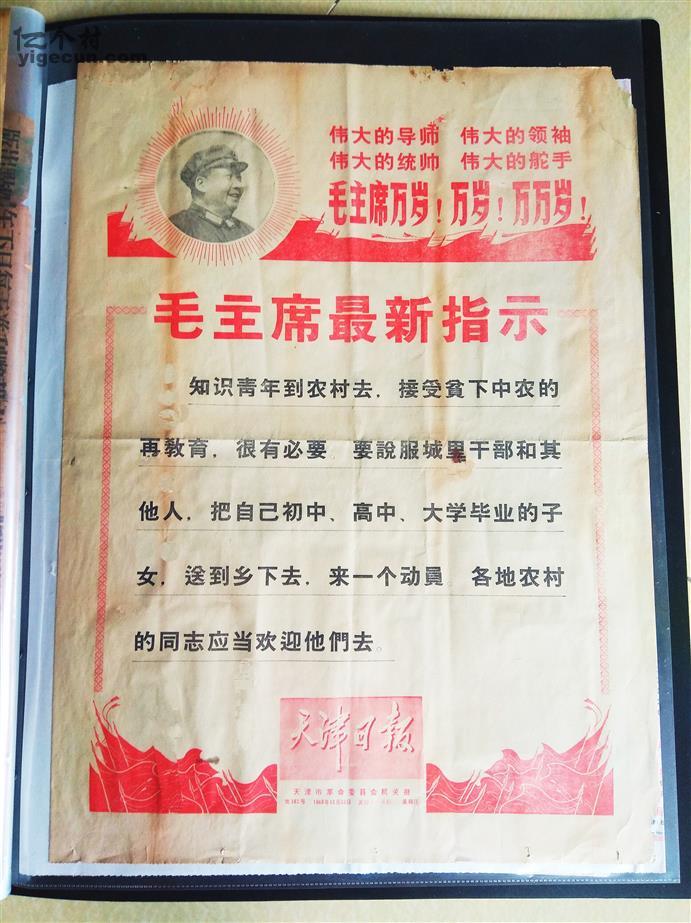 亿个村
yigecun.com
伟大的导师 伟大的领袖
伟大的统帅 伟大的舵手
毛主席万岁！万岁！万万岁！
毛主席最新指示
知识青年到农村去，接受貧下中农的
再教育，很有必要 要說服城里干部和其
他人，把自己初中、高中、大学毕业的子
女，送到乡下去，来一个动員 各地农村
的同志应当欢迎他們去。
天津日報
天津市革命委員会机关报